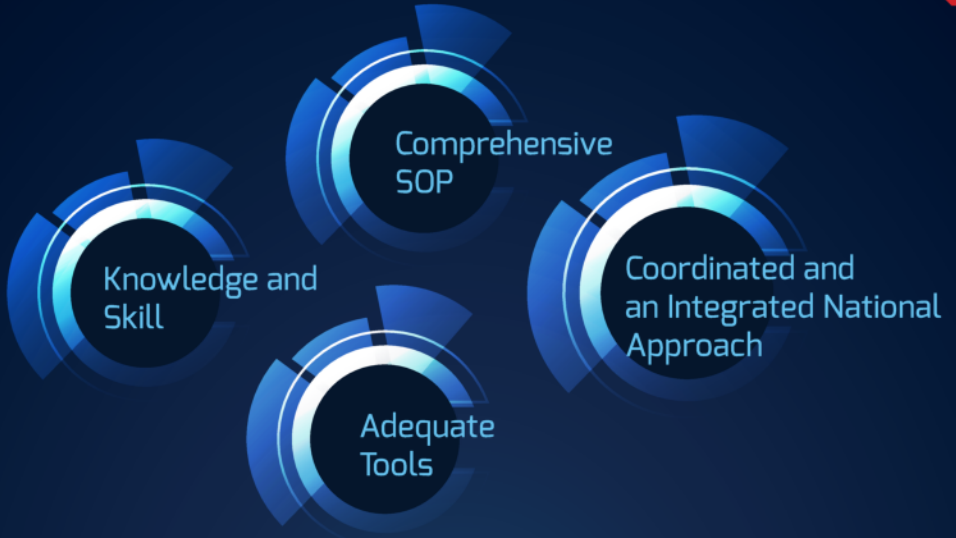 Comprehensive
SOP
Knowledge and
Skill
Coordinated and
an Integrated National
Approach
Adequate
Tools